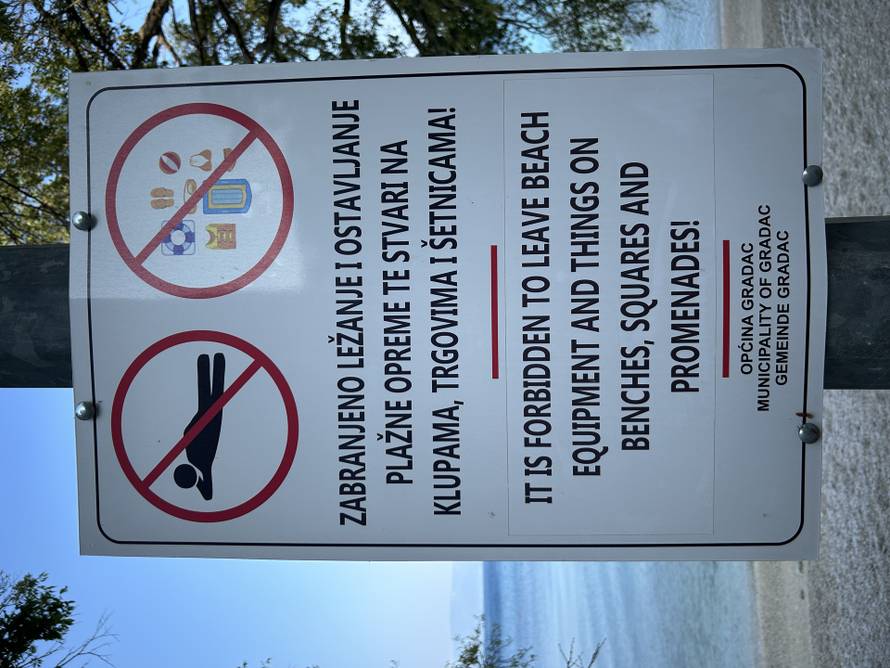 ZABRANJENO LEŽANJE I OSTAVLJANJE
PLAŽNE OPREME TE STVARI NA
KLUPAMA, TRGOVIMA I ŠETNICAMA!
IT IS FORBIDDEN TO LEAVE BEACH
EQUIPMENT AND THINGS ON
BENCHES, SQUARES AND
PROMENADES!
OPĆINA GRADAC
MUNICIPALITY OF GRADAC
GEMEINDE GRADAC